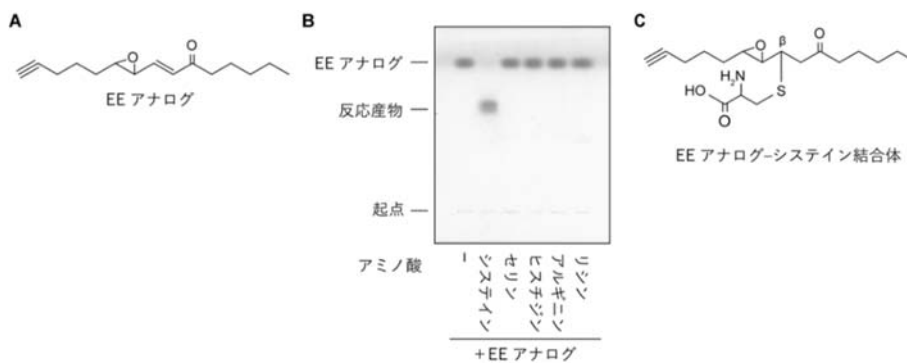 A
O
O
EE アナログ
B
EE アナログ
反応産物
起点
アミノ酸
−
システイン
セリン
ヒスチジン
アルギニン
リシン
+EE アナログ
C
β
O
O
H₂N
HO
S
O
EE アナログ–システイン結合体